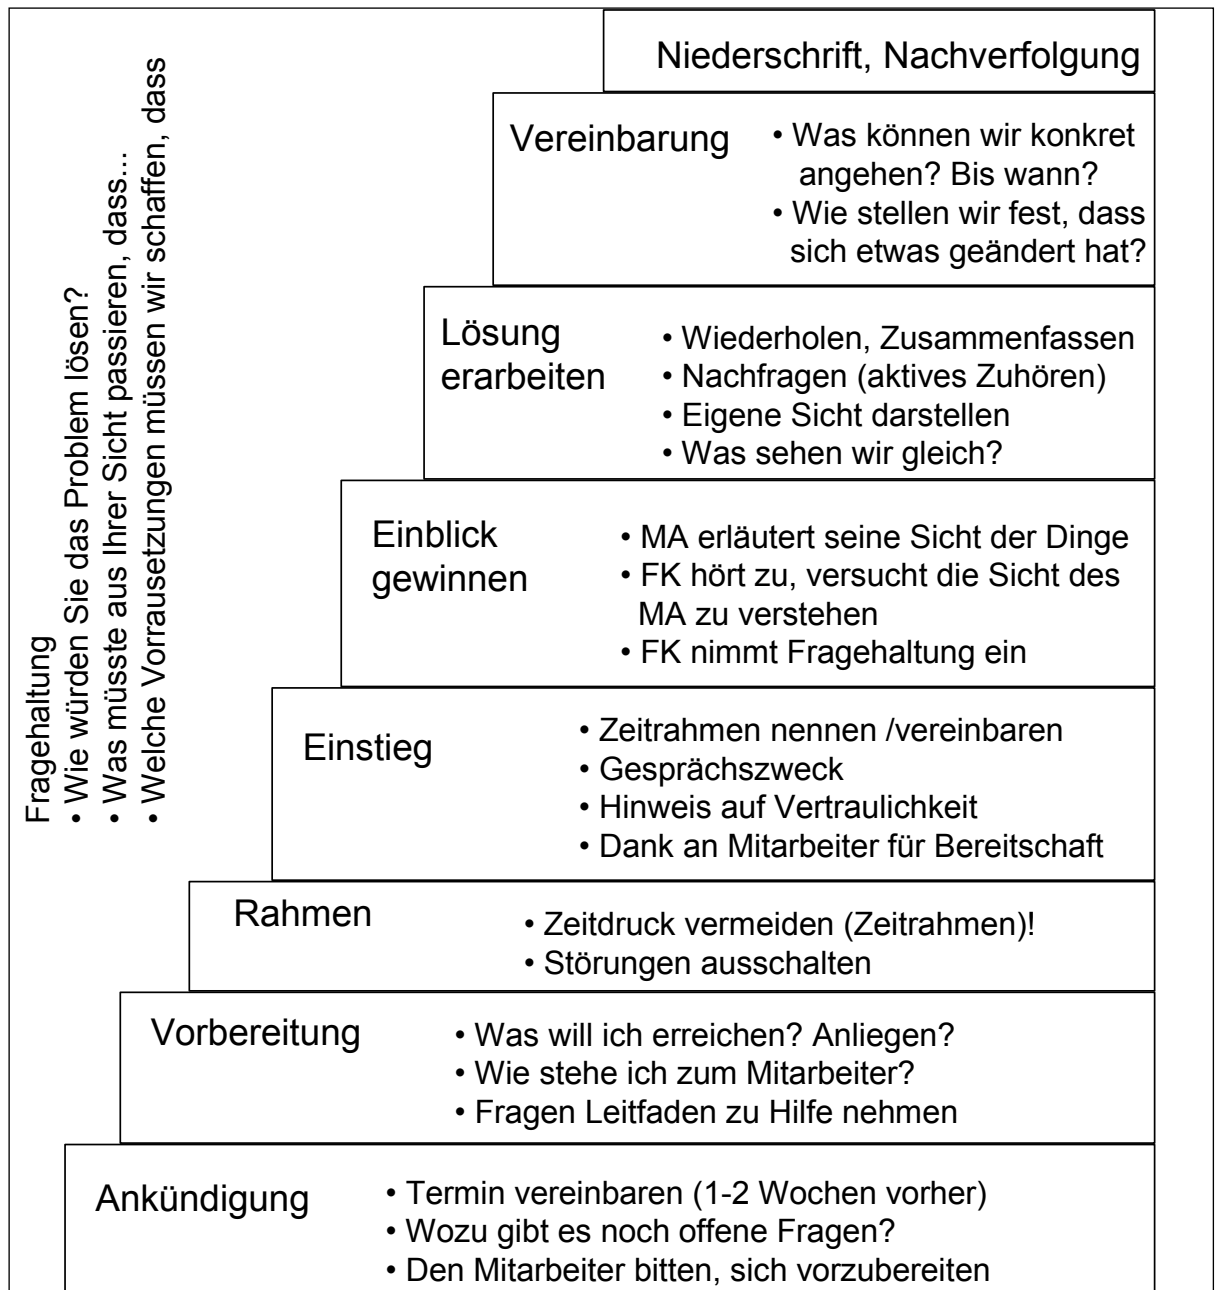 Niederschrift, Nachverfolgung
Vereinbarung
• Was können wir konkret
angehen? Bis wann?
• Wie stellen wir fest, dass
sich etwas geändert hat?
Lösung
erarbeiten
• Wiederholen, Zusammenfassen
• Nachfragen (aktives Zuhören)
• Eigene Sicht darstellen
• Was sehen wir gleich?
Einblick
gewinnen
• MA erläutert seine Sicht der Dinge
• FK hört zu, versucht die Sicht des
MA zu verstehen
• FK nimmt Fragehaltung ein
Einstieg
• Zeitrahmen nennen /vereinbaren
• Gesprächszweck
• Hinweis auf Vertraulichkeit
• Dank an Mitarbeiter für Bereitschaft
Rahmen
• Zeitdruck vermeiden (Zeitrahmen)!
• Störungen ausschalten
Vorbereitung
• Was will ich erreichen? Anliegen?
• Wie stehe ich zum Mitarbeiter?
• Fragen Leitfaden zu Hilfe nehmen
Ankündigung
• Termin vereinbaren (1-2 Wochen vorher)
• Wozu gibt es noch offene Fragen?
• Den Mitarbeiter bitten, sich vorzubereiten
Fragehaltung
• Wie würden Sie das Problem lösen?
• Was müsste aus Ihrer Sicht passieren, dass...
• Welche Vorrausetzungen müssen wir schaffen, dass